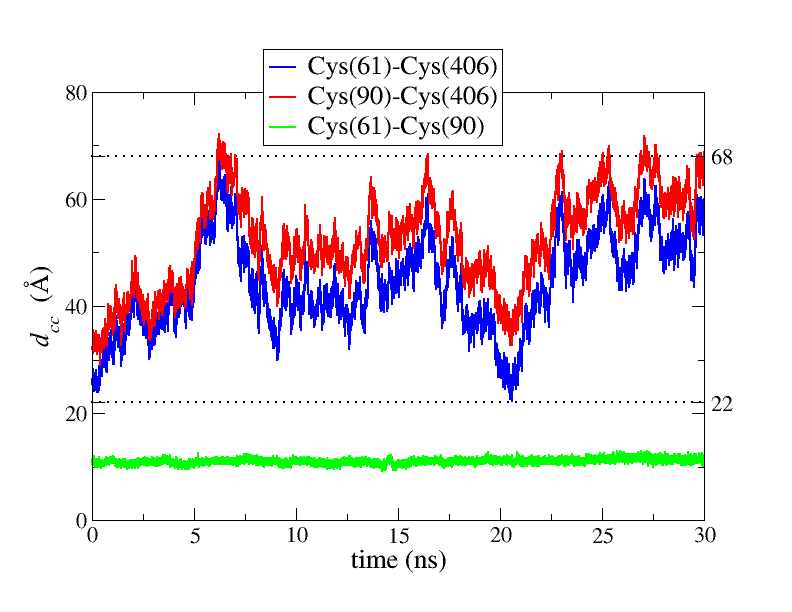 Cys(61)-Cys(406)
Cys(90)-Cys(406)
Cys(61)-Cys(90)
80
68
60
40
d_cc (Å)
22
20
0
0 5 10 15 20 25 30
time (ns)